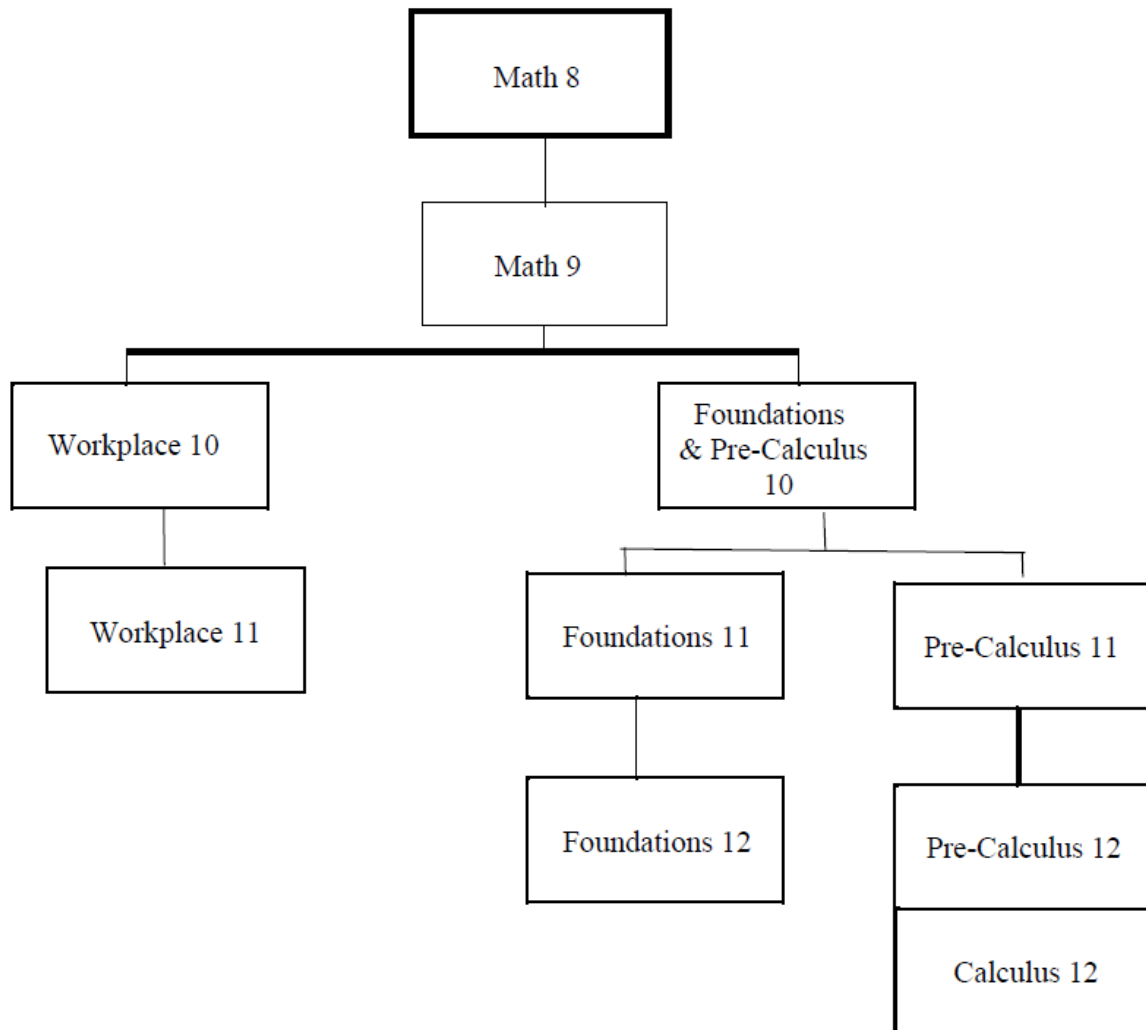 Math 8
Math 9
Workplace 10
Foundations
& Pre-Calculus
10
Workplace 11
Foundations 11
Pre-Calculus 11
Foundations 12
Pre-Calculus 12
Calculus 12